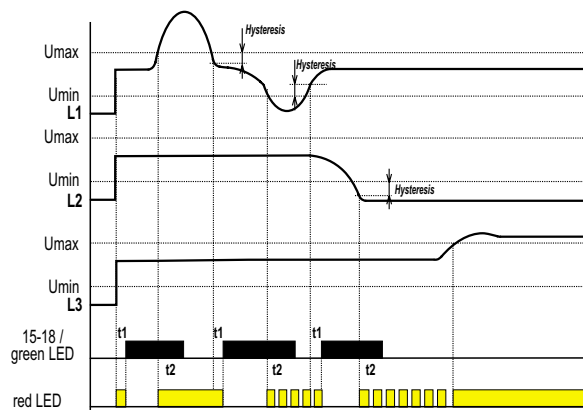 Hysteresis
Umax
Hysteresis
Umin
L1
Umax
Umin
Hysteresis
L2
Umax
Umin
L3
15-18 /
green LED
t1
t1
t1
t2
t2
t2
red LED